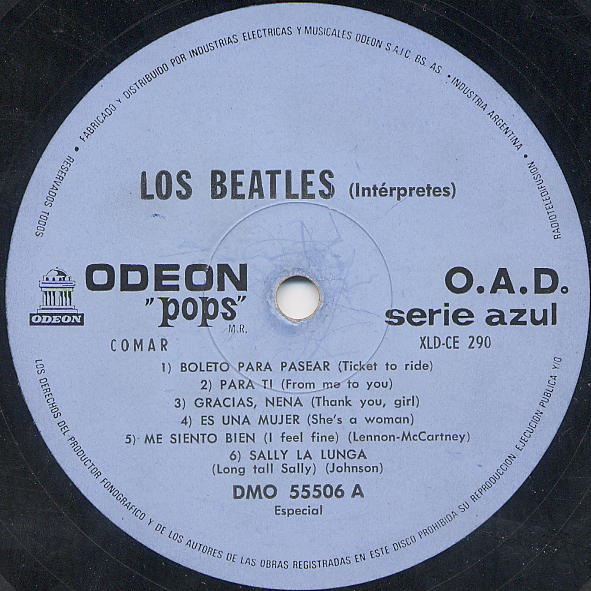 • FABRICADO Y DISTRIBUIDO POR INDUSTRIAS ELECTRICAS Y MUSICALES ODEON S.A.I.C. BS. AS. • INDUSTRIA ARGENTINA •
LOS BEATLES (Intérpretes)
ODEON
"pops"
M.R.
ODEON
O.A.D.
serie azul
COMAR
XLD-CE 290
1) BOLETO PARA PASEAR (Ticket to ride)
2) PARA TI (From me to you)
3) GRACIAS, NENA (Thank you, girl)
4) ES UNA MUJER (She's a woman)
5) ME SIENTO BIEN (I feel fine) (Lennon-McCartney)
6) SALLY LA LUNGA
(Long tall Sally) (Johnson)
DMO 55506 A
Especial
RESERVADOS TODOS LOS DERECHOS DEL PRODUCTOR FONOGRAFICO Y DE LOS AUTORES DE LAS OBRAS REGISTRADAS EN ESTE DISCO PROHIBIDA SU REPRODUCCION EJECUCION PUBLICA Y/O RADIOTELEDIFUSION